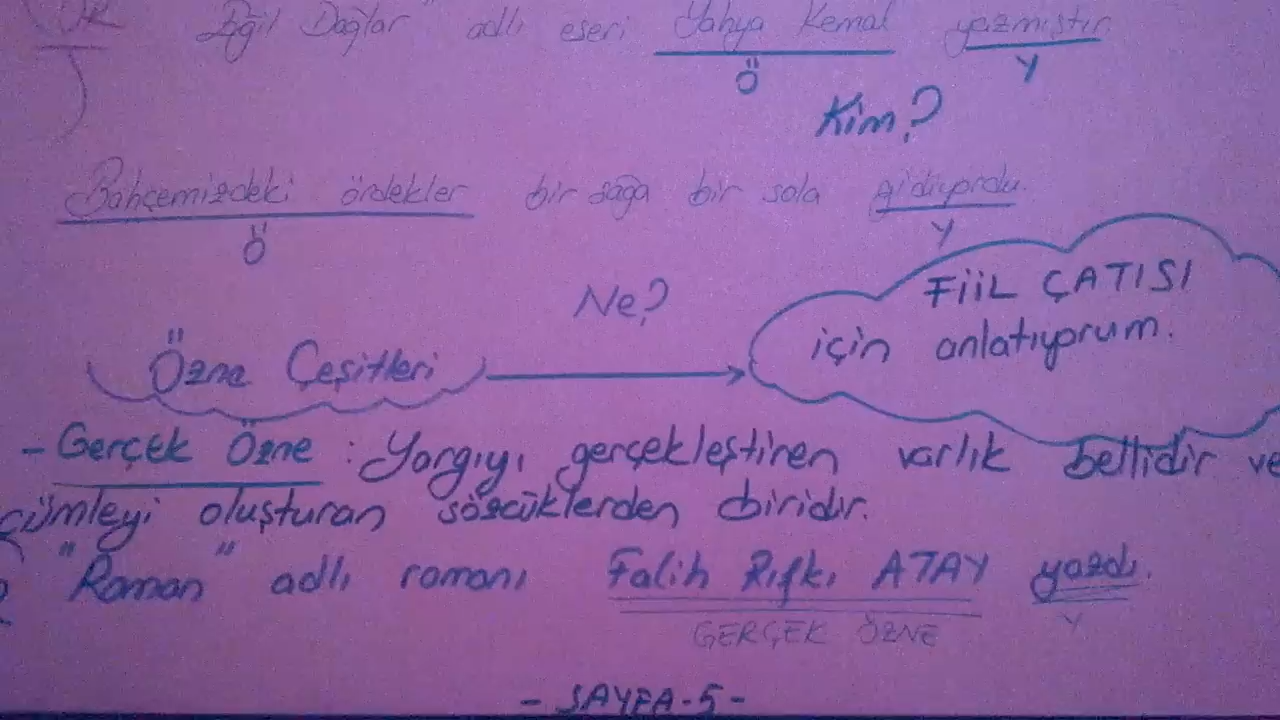 Eğil Dağlar" adlı eseri Yahya Kemal yazmıştır.
Ö Y
Kim?
Bahçemizdeki ördekler bir sağa bir sola gidiyordu.
Ö Y
Ne?
FİİL ÇATISI
için anlatıyorum.
Özne Çeşitleri
- Gerçek Özne : Yargıyı gerçekleştiren varlık bellidir ve
cümleyi oluşturan sözcüklerden biridir.
"Roman" adlı romanı Falih Rıfkı ATAY yazdı.
GERÇEK ÖZNE Y
- SAYFA-5-